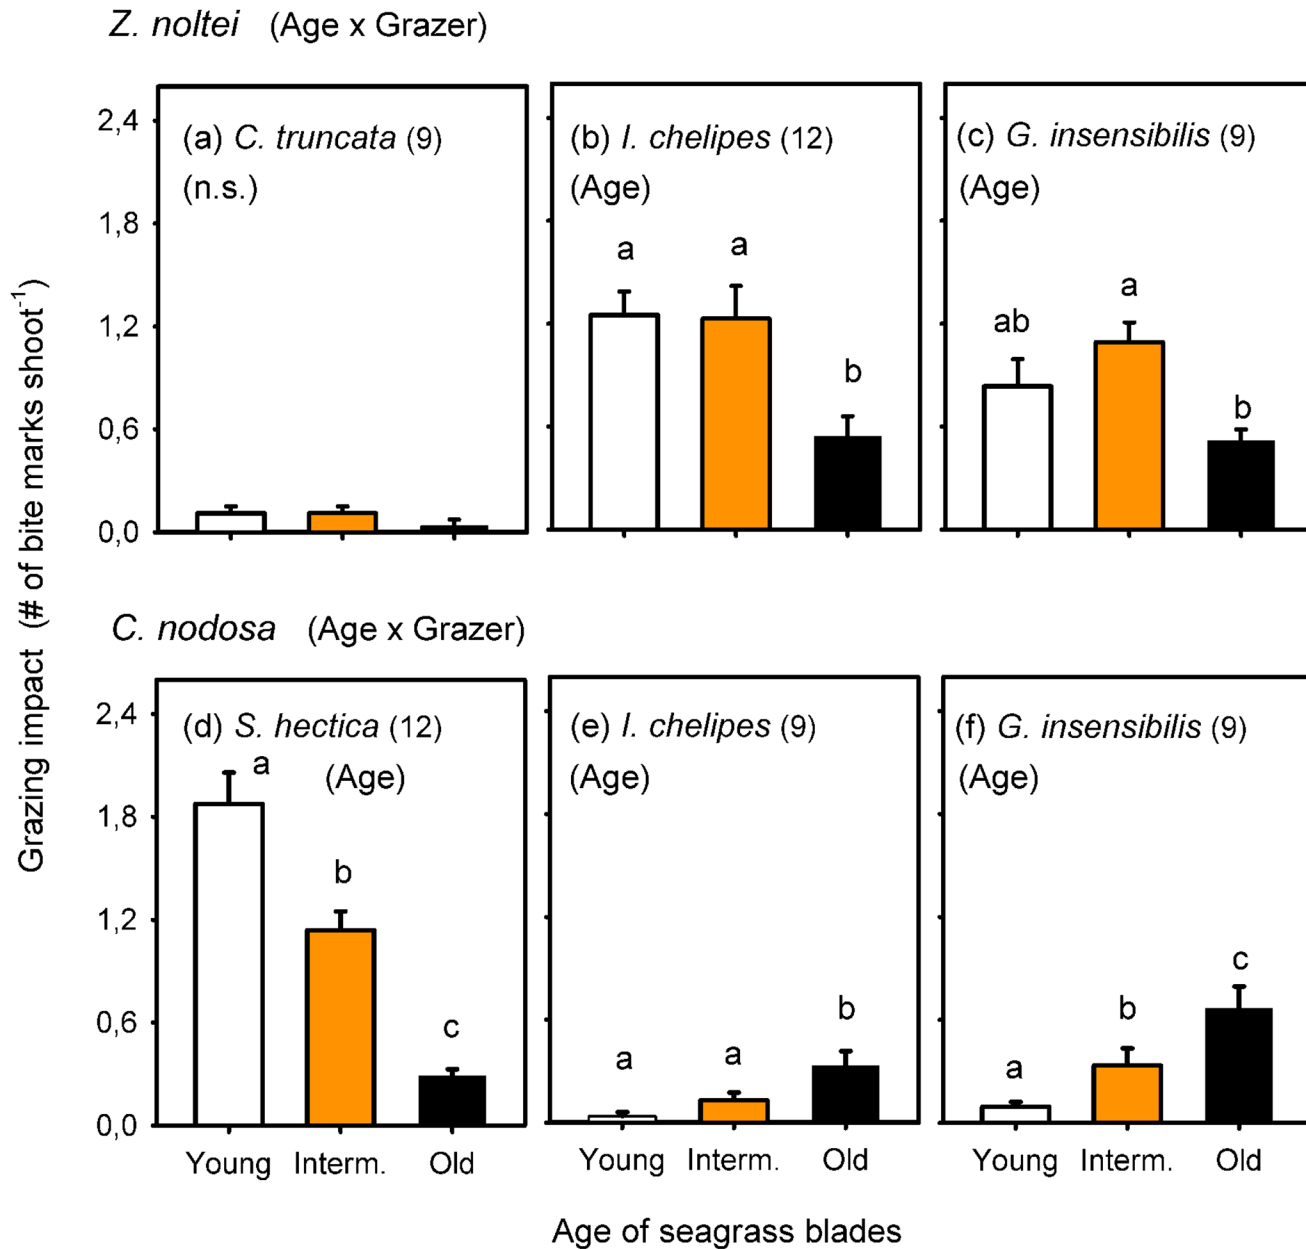 Z. noltei (Age x Grazer)
(a) C. truncata (9)
(n.s.)
(b) I. chelipes (12)
(Age)
(c) G. insensibilis (9)
(Age)
2,4
1,8
1,2
0,6
0,0
a
a
b
ab
a
b
Grazing impact (# of bite marks shoot⁻¹)
C. nodosa (Age x Grazer)
(d) S. hectica (12)
(Age)
(e) I. chelipes (9)
(Age)
(f) G. insensibilis (9)
(Age)
2,4
1,8
1,2
0,6
0,0
a
b
c
a
a
b
a
b
c
Young Interm. Old
Young Interm. Old
Young Interm. Old
Age of seagrass blades